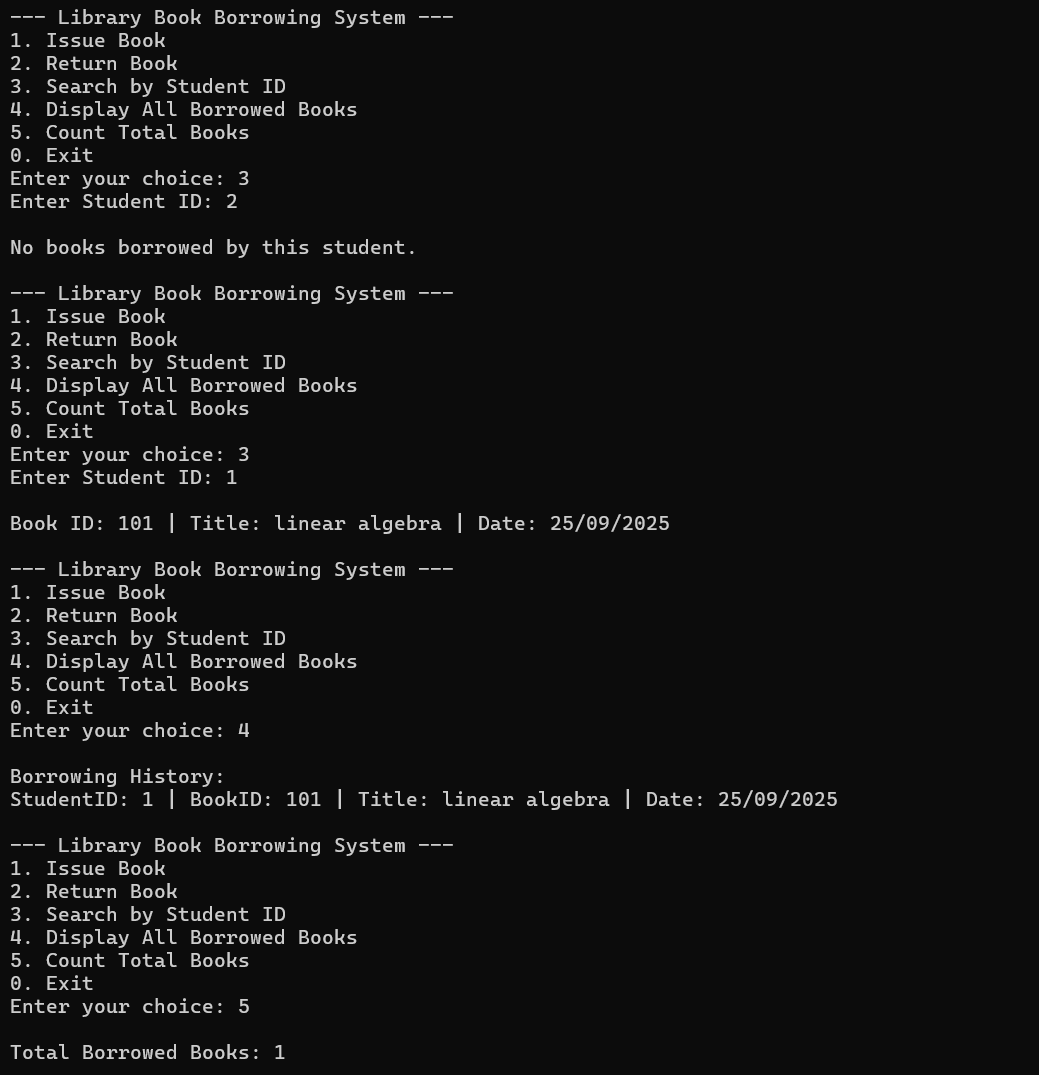 --- Library Book Borrowing System ---
1. Issue Book
2. Return Book
3. Search by Student ID
4. Display All Borrowed Books
5. Count Total Books
0. Exit
Enter your choice: 3
Enter Student ID: 2

No books borrowed by this student.

--- Library Book Borrowing System ---
1. Issue Book
2. Return Book
3. Search by Student ID
4. Display All Borrowed Books
5. Count Total Books
0. Exit
Enter your choice: 3
Enter Student ID: 1

Book ID: 101 | Title: linear algebra | Date: 25/09/2025

--- Library Book Borrowing System ---
1. Issue Book
2. Return Book
3. Search by Student ID
4. Display All Borrowed Books
5. Count Total Books
0. Exit
Enter your choice: 4

Borrowing History:
StudentID: 1 | BookID: 101 | Title: linear algebra | Date: 25/09/2025

--- Library Book Borrowing System ---
1. Issue Book
2. Return Book
3. Search by Student ID
4. Display All Borrowed Books
5. Count Total Books
0. Exit
Enter your choice: 5

Total Borrowed Books: 1